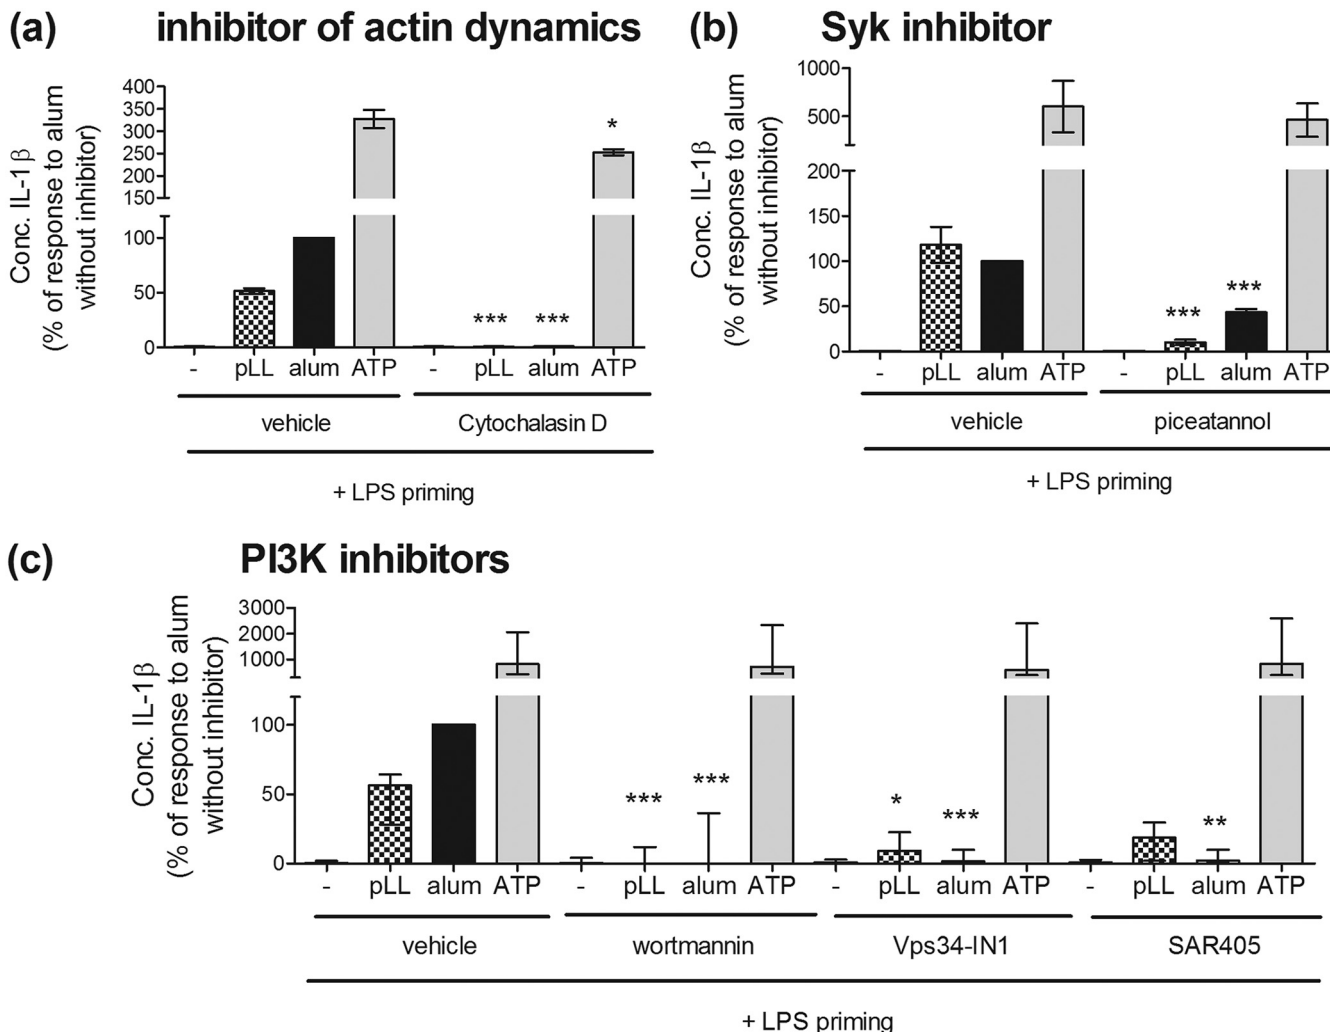 (a) inhibitor of actin dynamics
Conc. IL-1β
(% of response to alum
without inhibitor)
400
350
300
250
200
150
100
50
0
*
*** ***
- pLL alum ATP - pLL alum ATP
vehicle Cytochalasin D
+ LPS priming
(b) Syk inhibitor
Conc. IL-1β
(% of response to alum
without inhibitor)
1000
500
200
150
100
50
0
***
***
- pLL alum ATP - pLL alum ATP
vehicle piceatannol
+ LPS priming
(c) PI3K inhibitors
Conc. IL-1β
(% of response to alum
without inhibitor)
3000
2000
1000
100
50
0
*** *** * *** **
- pLL alum ATP - pLL alum ATP - pLL alum ATP - pLL alum ATP
vehicle wortmannin Vps34-IN1 SAR405
+ LPS priming